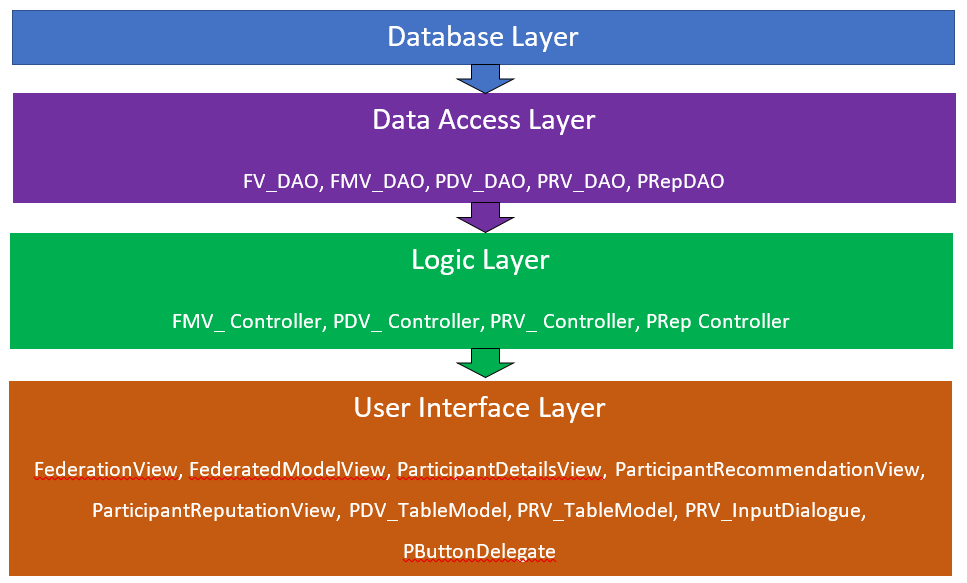 Database Layer
Data Access Layer
FV_DAO, FMV_DAO, PDV_DAO, PRV_DAO, PRepDAO
Logic Layer
FMV_ Controller, PDV_ Controller, PRV_ Controller, PRep Controller
User Interface Layer
FederationView, FederatedModelView, ParticipantDetailsView, ParticipantRecommendationView,
ParticipantReputationView, PDV_TableModel, PRV_TableModel, PRV_InputDialogue,
PButtonDelegate